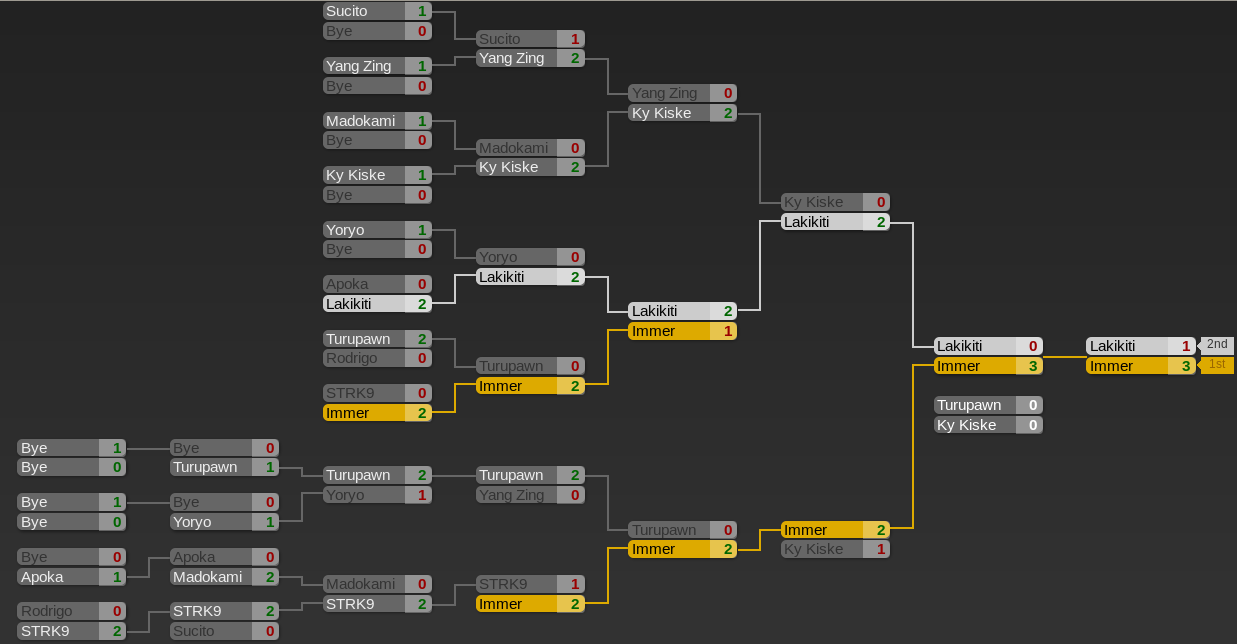 Sucito 1
Bye 0
Sucito 1
Yang Zing 2
Yang Zing 1
Bye 0
Yang Zing 0
Ky Kiske 2
Madokami 1
Bye 0
Madokami 0
Ky Kiske 2
Ky Kiske 1
Bye 0
Ky Kiske 0
Lakikiti 2
Yoryo 1
Bye 0
Yoryo 0
Lakikiti 2
Apoka 0
Lakikiti 2
Lakikiti 2
Immer 1
Turupawn 2
Rodrigo 0
Turupawn 0
Immer 2
STRK9 0
Immer 2
Lakikiti 0
Immer 3
Lakikiti 1 2nd
Immer 3 1st
Turupawn 0
Ky Kiske 0
Bye 1
Bye 0
Bye 0
Turupawn 1
Turupawn 2
Yoryo 1
Turupawn 2
Yang Zing 0
Bye 1
Bye 0
Bye 0
Yoryo 1
Turupawn 0
Immer 2
Immer 2
Ky Kiske 1
Bye 0
Apoka 1
Apoka 0
Madokami 2
Madokami 0
STRK9 2
STRK9 1
Immer 2
Rodrigo 0
STRK9 2
STRK9 2
Sucito 0